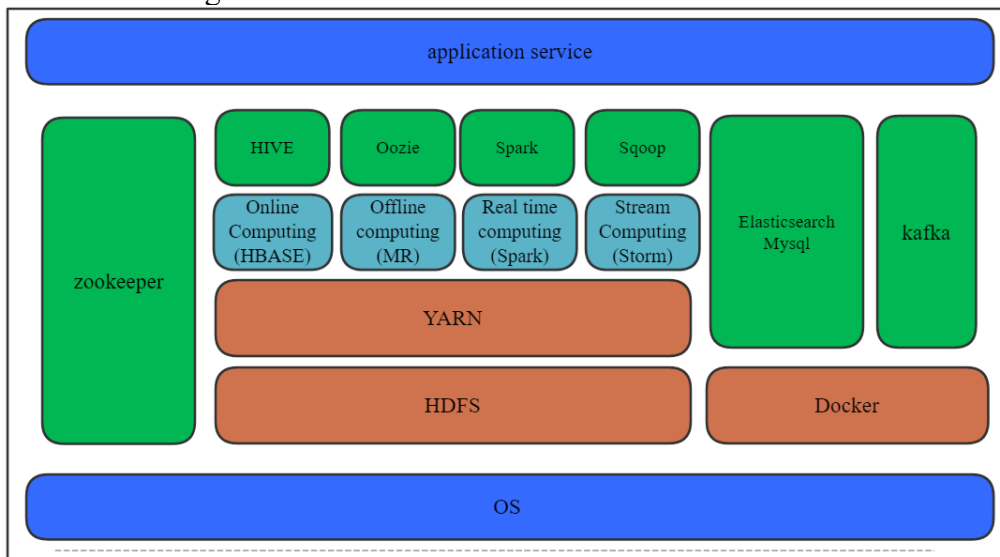 application service
zookeeper
HIVE
Oozie
Spark
Sqoop
Online
Computing
(HBASE)
Offline
computing
(MR)
Real time
computing
(Spark)
Stream
Computing
(Storm)
YARN
HDFS
Elasticsearch
Mysql
kafka
Docker
OS